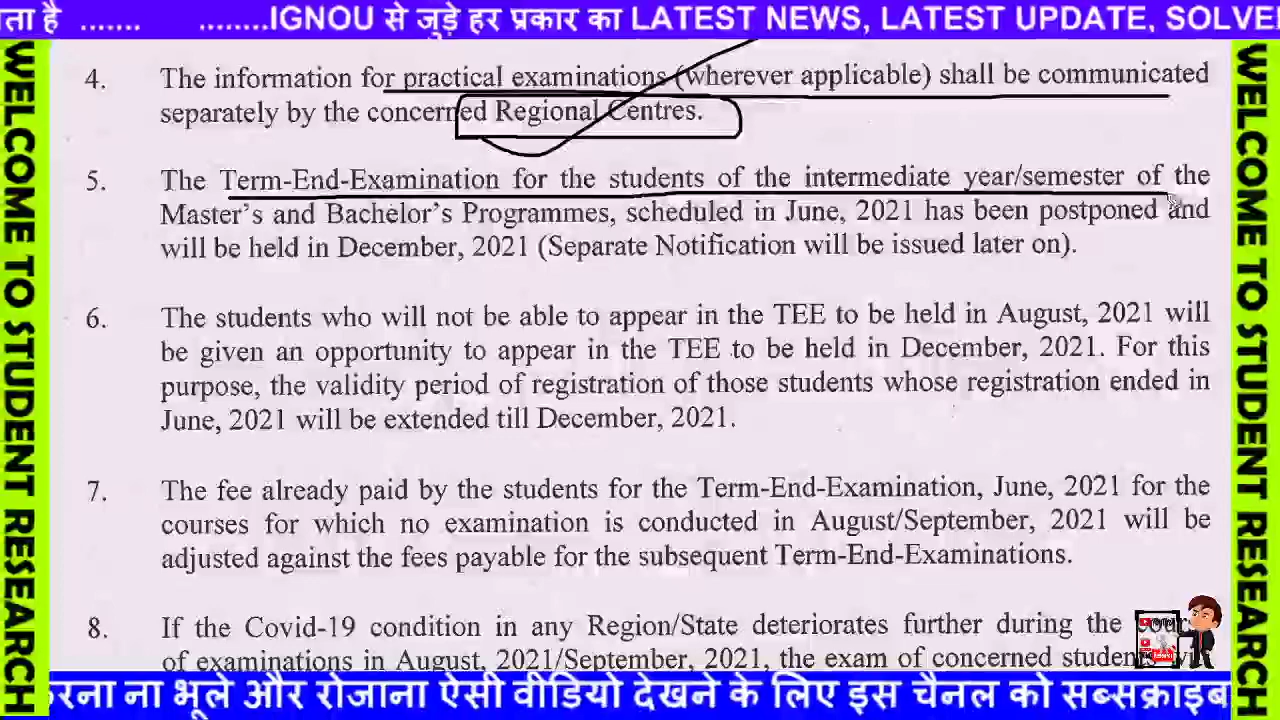 ता है ....... ........IGNOU से जुड़े हर प्रकार का LATEST NEWS, LATEST UPDATE, SOLVE
WELCOME TO STUDENT RESEARCH
4. The information for practical examinations (wherever applicable) shall be communicated
separately by the concerned Regional Centres.
5. The Term-End-Examination for the students of the intermediate year/semester of the
Master's and Bachelor's Programmes, scheduled in June, 2021 has been postponed and
will be held in December, 2021 (Separate Notification will be issued later on).
6. The students who will not be able to appear in the TEE to be held in August, 2021 will
be given an opportunity to appear in the TEE to be held in December, 2021. For this
purpose, the validity period of registration of those students whose registration ended in
June, 2021 will be extended till December, 2021.
7. The fee already paid by the students for the Term-End-Examination, June, 2021 for the
courses for which no examination is conducted in August/September, 2021 will be
adjusted against the fees payable for the subsequent Term-End-Examinations.
8. If the Covid-19 condition in any Region/State deteriorates further during the
of examinations in August, 2021/September, 2021, the exam of concerned
WELCOME TO STUDENT RESEARCH
करना ना भूले और रोजाना ऐसी वीडियो देखने के लिए इस चैनल को सब्सक्राइब